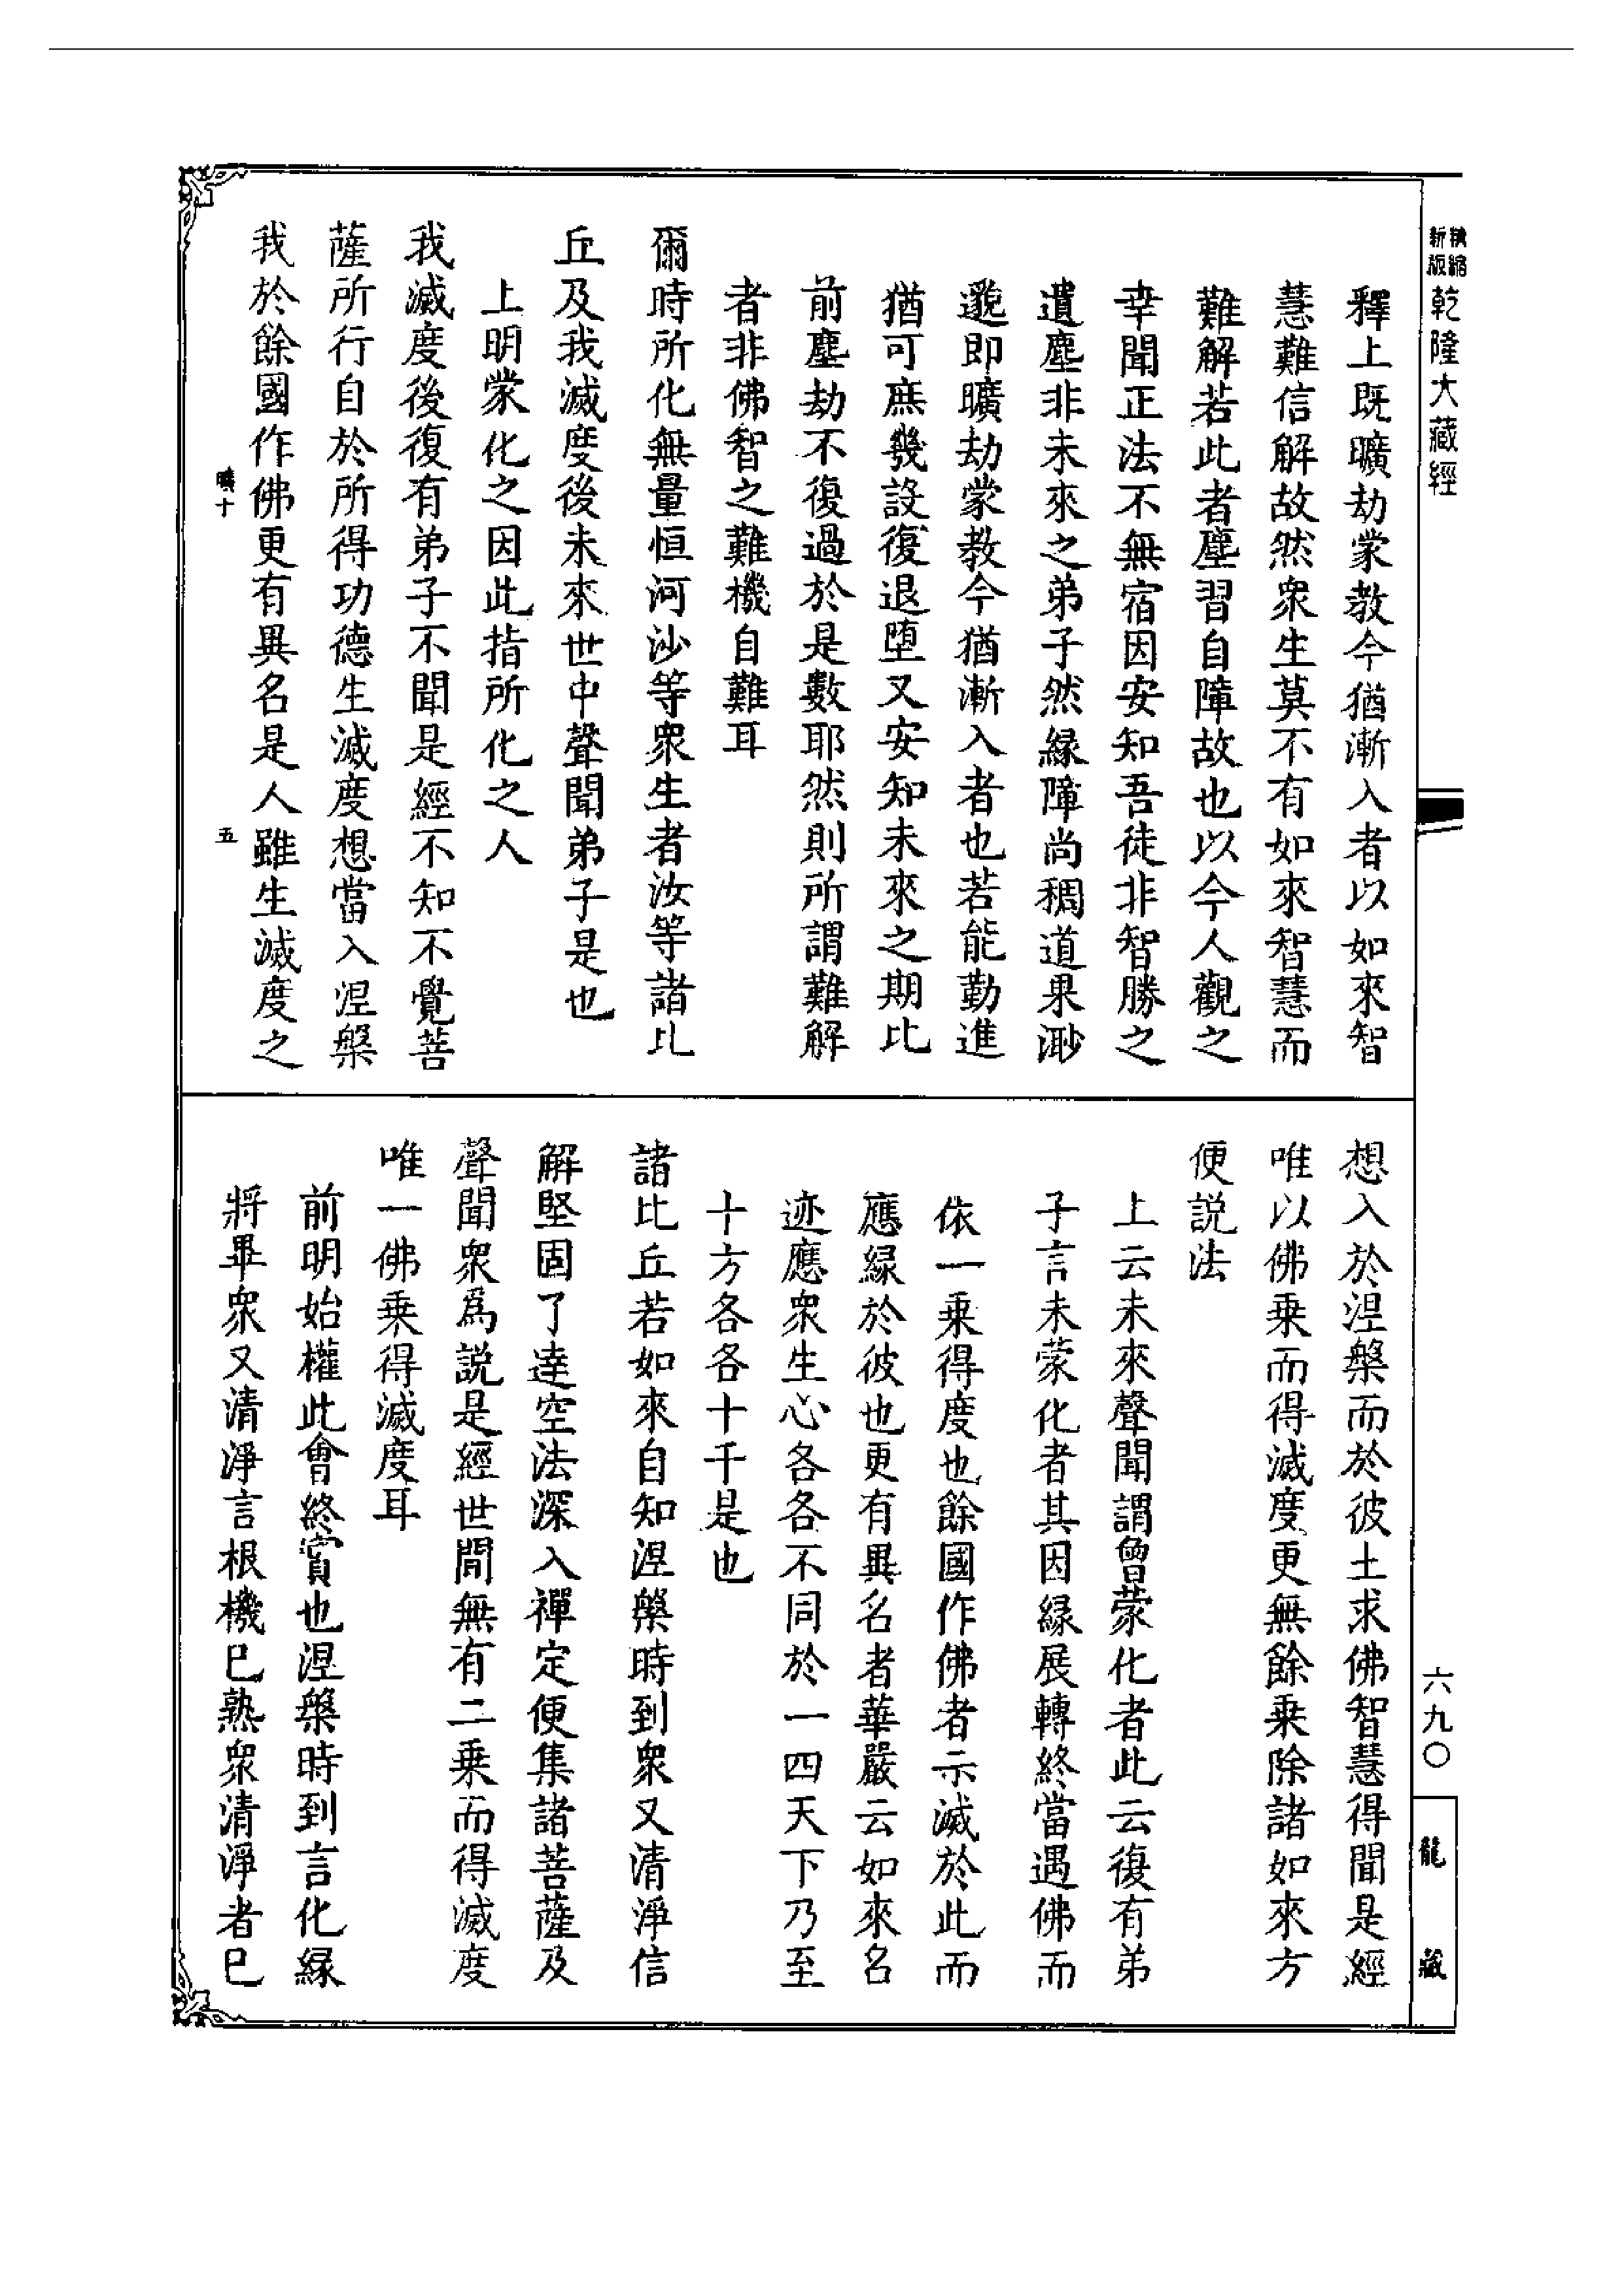 精縮新版乾隆大藏經
釋上既曠劫蒙教今猶漸入者以如來智
慧難信解故然衆生莫不有如來智慧而
難解若此者塵習自障故也以今人觀之
幸聞正法不無宿因安知吾徒非智勝之
遺塵非未來之弟子然緣障尚稠道果渺
邈即曠劫蒙教今猶漸入者也若能勤進
猶可庶幾設復退墮又安知未來之期比
前塵劫不復過於是數耶然則所謂難解
者非佛智之難機自難耳
爾時所化無量恒河沙等衆生者汝等諸比
丘及我滅度後未來世中聲聞弟子是也
上明蒙化之因此指所化之人
我滅度後復有弟子不聞是經不知不覺菩
薩所行自於所得功德生滅度想當入涅槃
我於餘國作佛更有異名是人雖生滅度之
曠十 五
想入於涅槃而於彼土求佛智慧得聞是經
唯以佛乗而得滅度更無餘乗除諸如來方
便説法
上云未來聲聞謂曾蒙化者此云復有弟
子言未蒙化者其因緣展轉終當遇佛而
依一乗得度也餘國作佛者示滅於此而
應緣於彼也更有異名者華嚴云如來名
迹應衆生心各各不同於一四天下乃至
十方各各十千是也
諸比丘若如來自知涅槃時到衆又清淨信
解堅固了達空法深入禪定便集諸菩薩及
聲聞衆爲説是經世間無有二乗而得滅度
唯一佛乗得滅度耳
前明始權此會終實也涅槃時到言化緣
將畢衆又清淨言根機已熟衆清淨者已
六九〇
龍藏